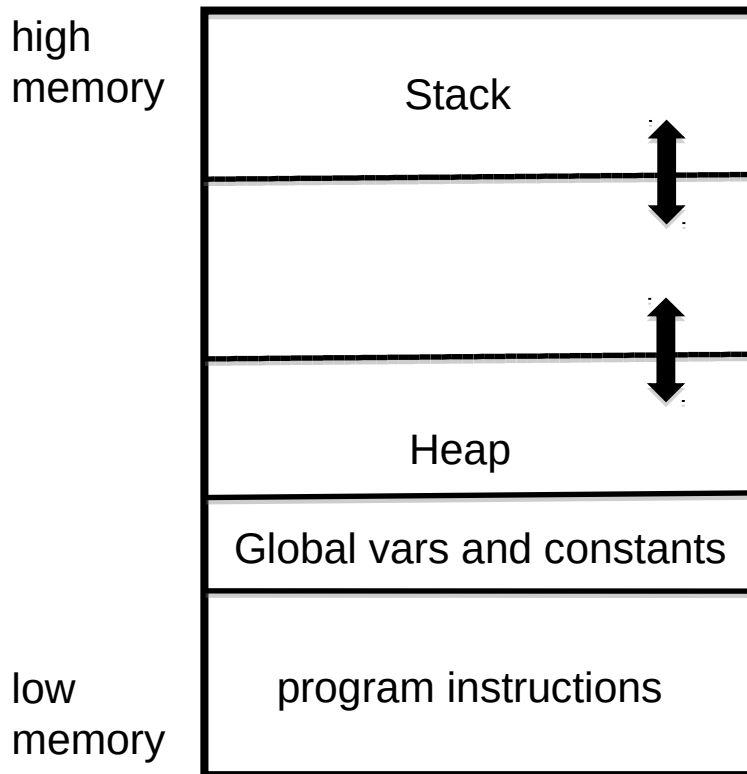 high
memory
Stack
Heap
Global vars and constants
program instructions
low
memory